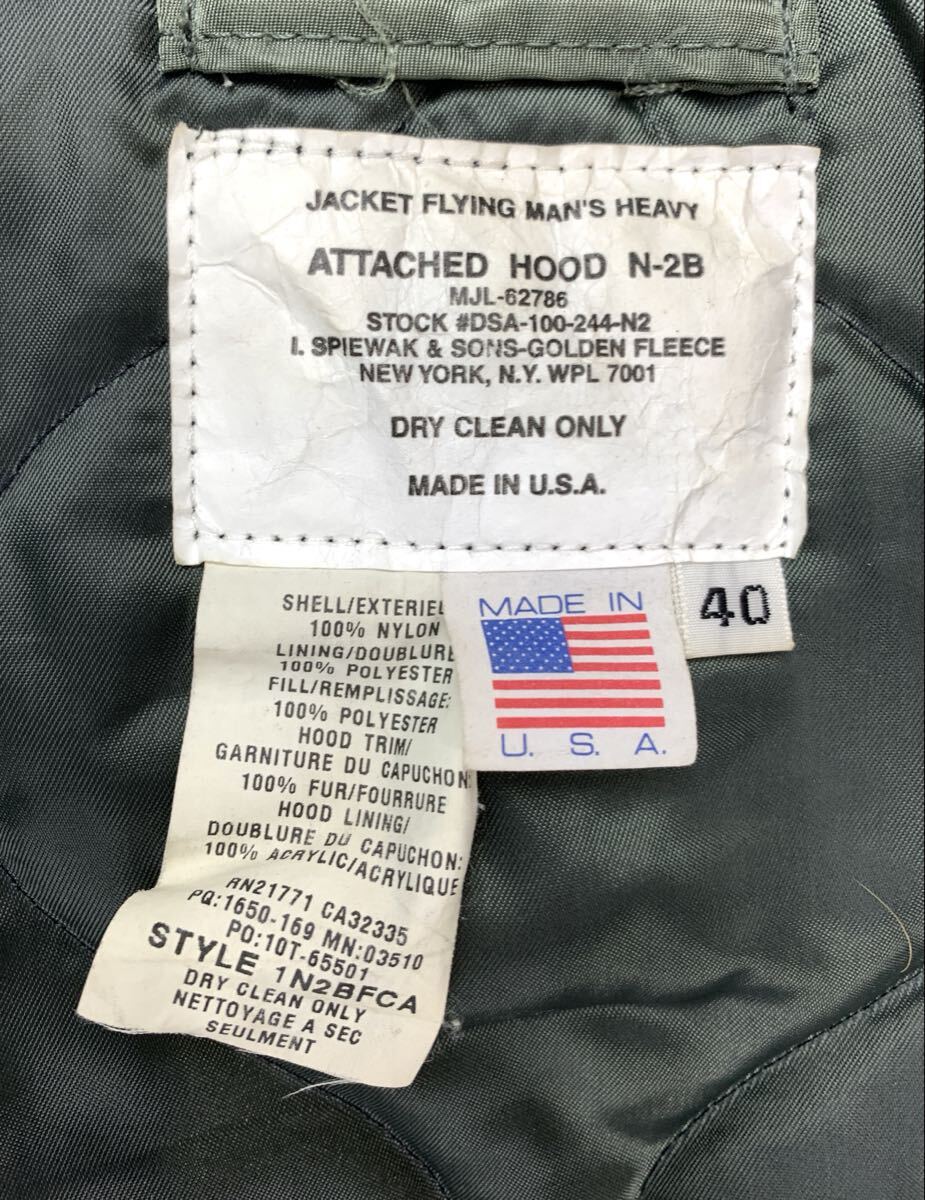 JACKET FLYING MAN'S HEAVY
ATTACHED HOOD N-2B
MJL-62786
STOCK #DSA-100-244-N2
I. SPIEWAK & SONS-GOLDEN FLEECE
NEW YORK, N.Y. WPL 7001
DRY CLEAN ONLY
MADE IN U.S.A.
SHELL/EXTERIEU
100% NYLON
LINING/DOUBLURE
100% POLYESTER
FILL/REMPLISSAGE:
100% POLYESTER
HOOD TRIM/
GARNITURE DU CAPUCHON:
100% FUR/FOURRURE
HOOD LINING/
DOUBLURE DU CAPUCHON:
100% ACRYLIC/ACRYLIQUE
RN21771 CA32335
PQ:1650-169 MN:03510
PO:10T-65501
STYLE 1N2BFCA
DRY CLEAN ONLY
NETTOYAGE A SEC
SEULMENT
MADE IN
U. S. A.
40